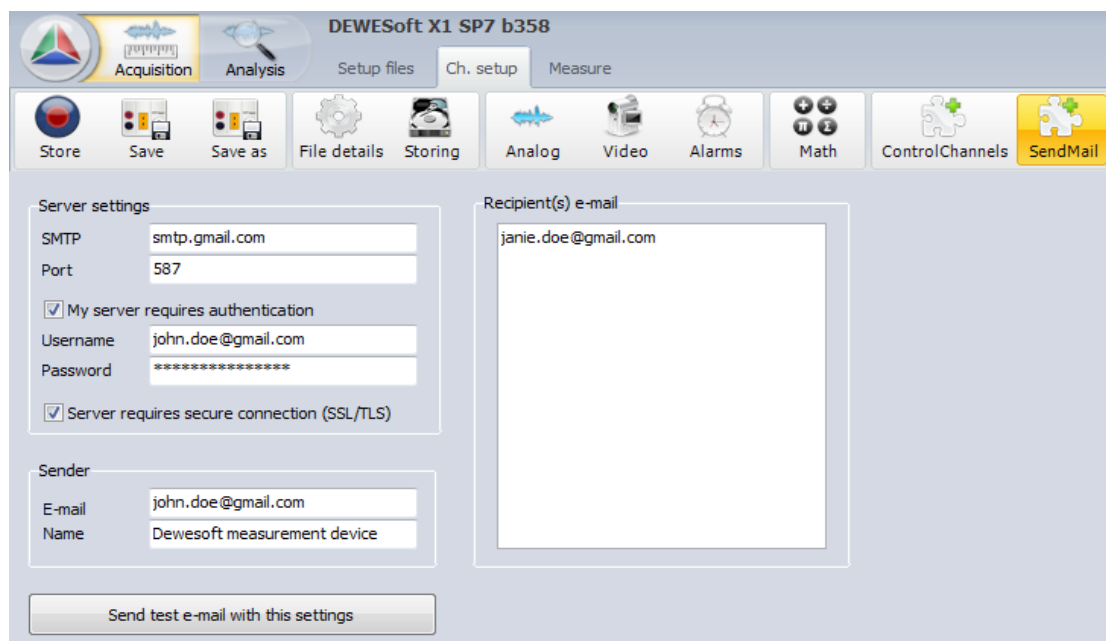 DEWESoft X1 SP7 b358
Acquisition Analysis Setup files Ch. setup Measure
Store Save Save as File details Storing Analog Video Alarms Math ControlChannels SendMail
Server settings
SMTP smtp.gmail.com
Port 587
My server requires authentication
Username john.doe@gmail.com
Password ***************
Server requires secure connection (SSL/TLS)
Sender
E-mail john.doe@gmail.com
Name Dewesoft measurement device
Send test e-mail with this settings
Recipient(s) e-mail
janie.doe@gmail.com